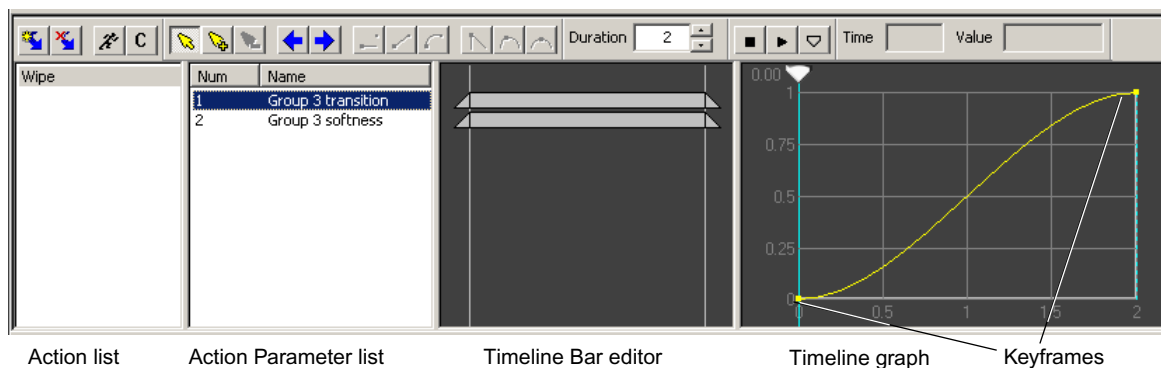 C
Duration 2
Time
Value
Wipe
Num Name
1 Group 3 transition
2 Group 3 softness
0.00
1
0.75
0.5
0.25
0
0 0.5 1 1.5 2
Action list
Action Parameter list
Timeline Bar editor
Timeline graph
Keyframes